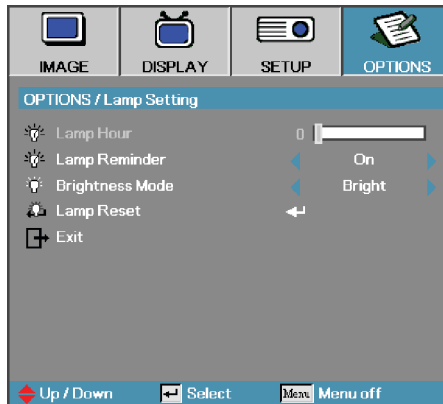 IMAGE DISPLAY SETUP OPTIONS
OPTIONS / Lamp Setting
Lamp Hour 0
Lamp Reminder On
Brightness Mode Bright
Lamp Reset
Exit
Up / Down Select Menu Menu off